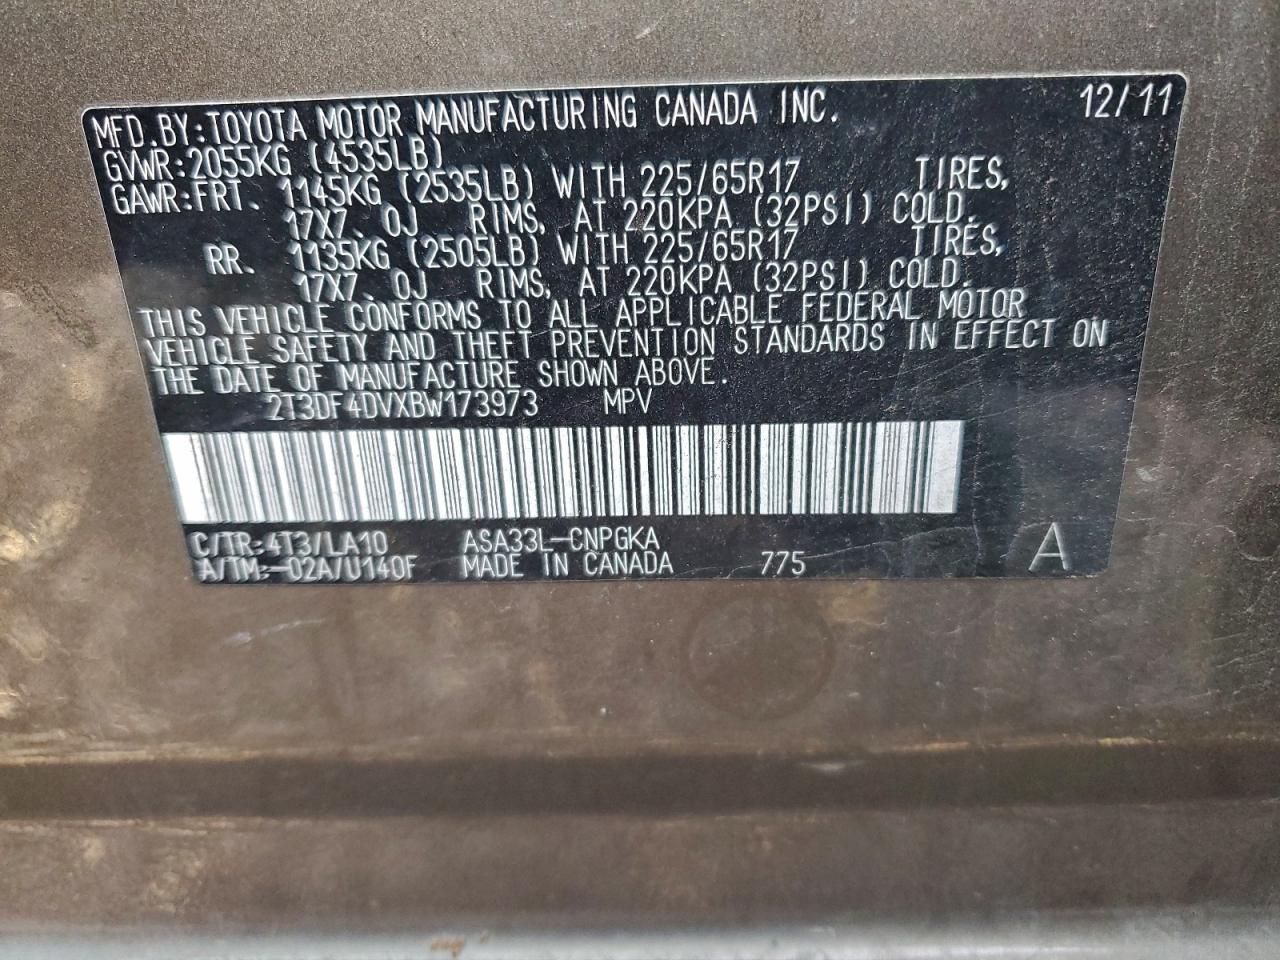 MFD.BY:TOYOTA MOTOR MANUFACTURING CANADA INC. 12/11
GVWR:2055KG (4535LB)
GAWR:FRT. 1145KG (2535LB) WITH 225/65R17 TIRES,
17X7.0J RIMS, AT 220KPA (32PSI) COLD.
RR. 1135KG (2505LB) WITH 225/65R17 TIRES,
17X7.0J RIMS, AT 220KPA (32PSI) COLD.
THIS VEHICLE CONFORMS TO ALL APPLICABLE FEDERAL MOTOR
VEHICLE SAFETY AND THEFT PREVENTION STANDARDS IN EFFECT ON
THE DATE OF MANUFACTURE SHOWN ABOVE.
2T3DF4DVXBW173973 MPV
C/TR:4T3/LA10 ASA33L-CNPGKA
A/TM:-02A/U140F MADE IN CANADA 775 A